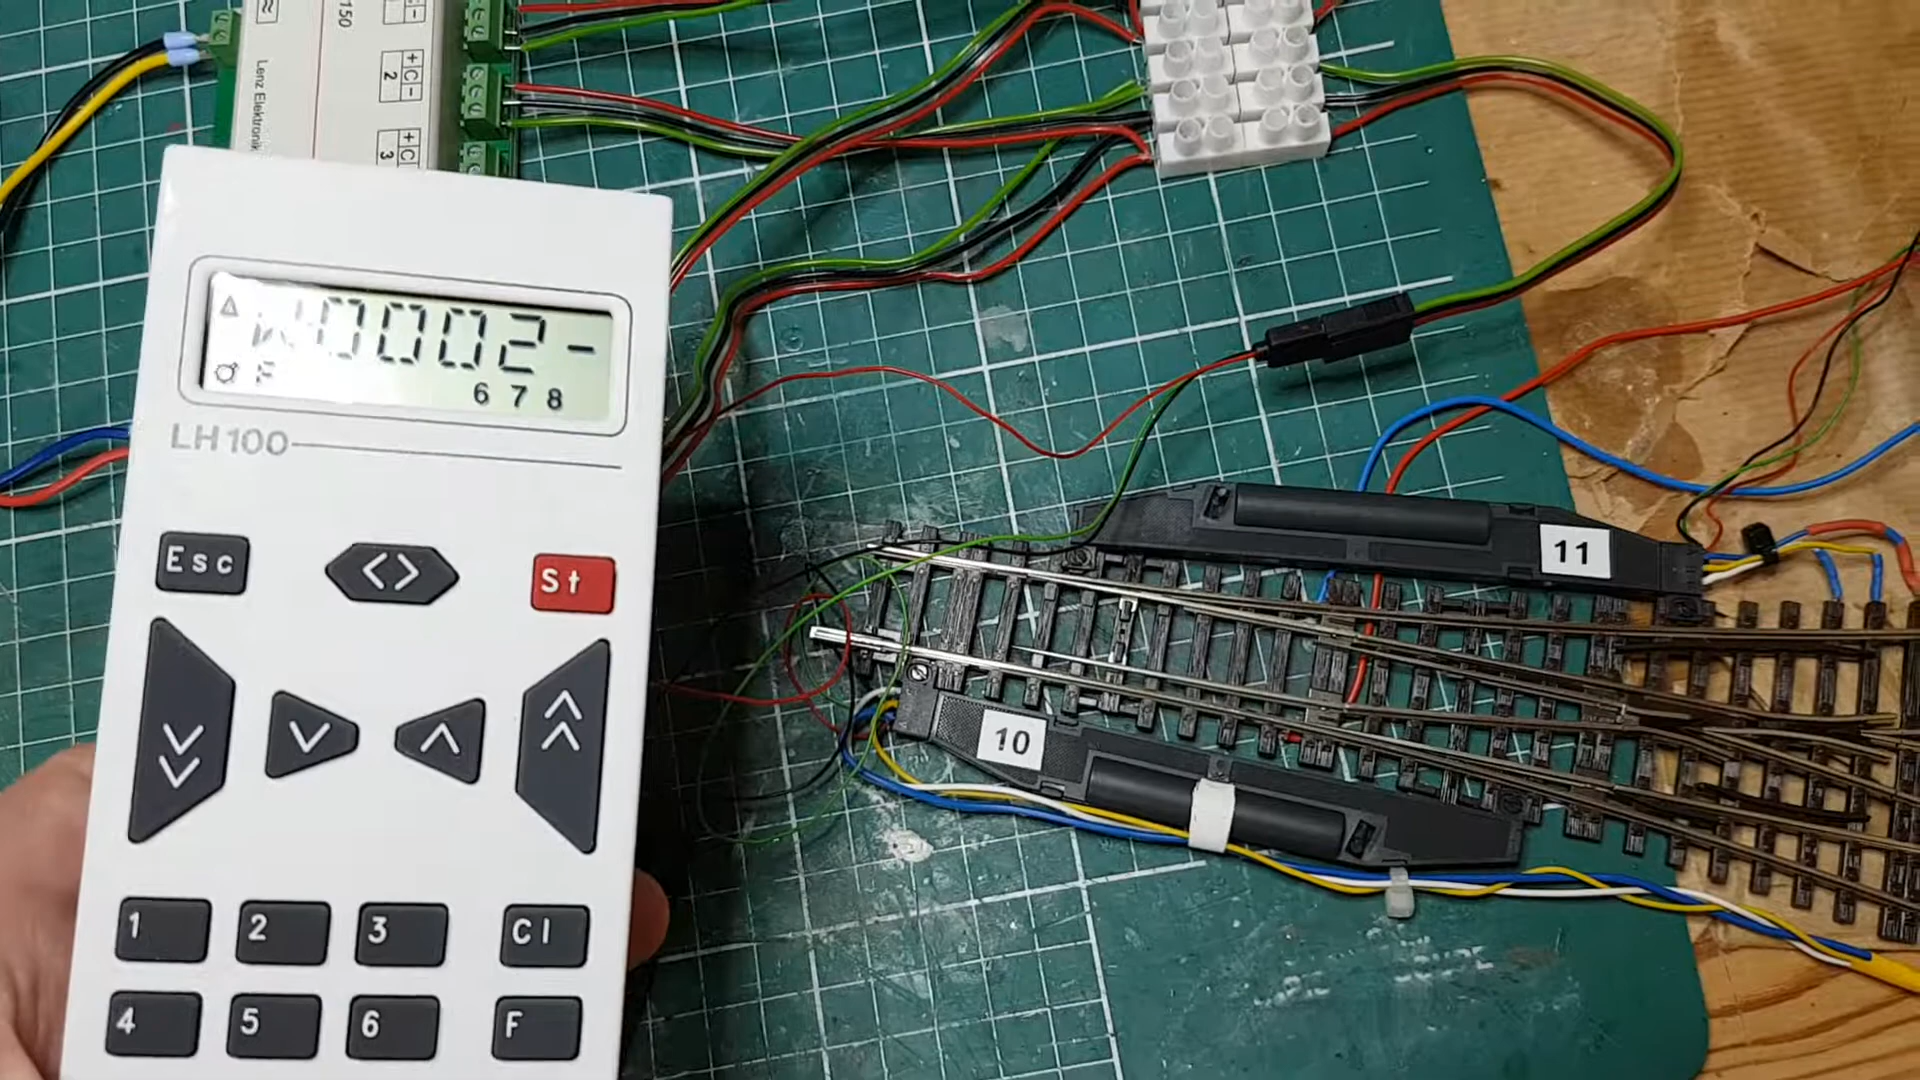 150
Lenz Elektronik
+C-
2
+C
3
W0002-
F
6 7 8
LH100
Esc
<>
St
11
10
1
2
3
Cl
4
5
6
F